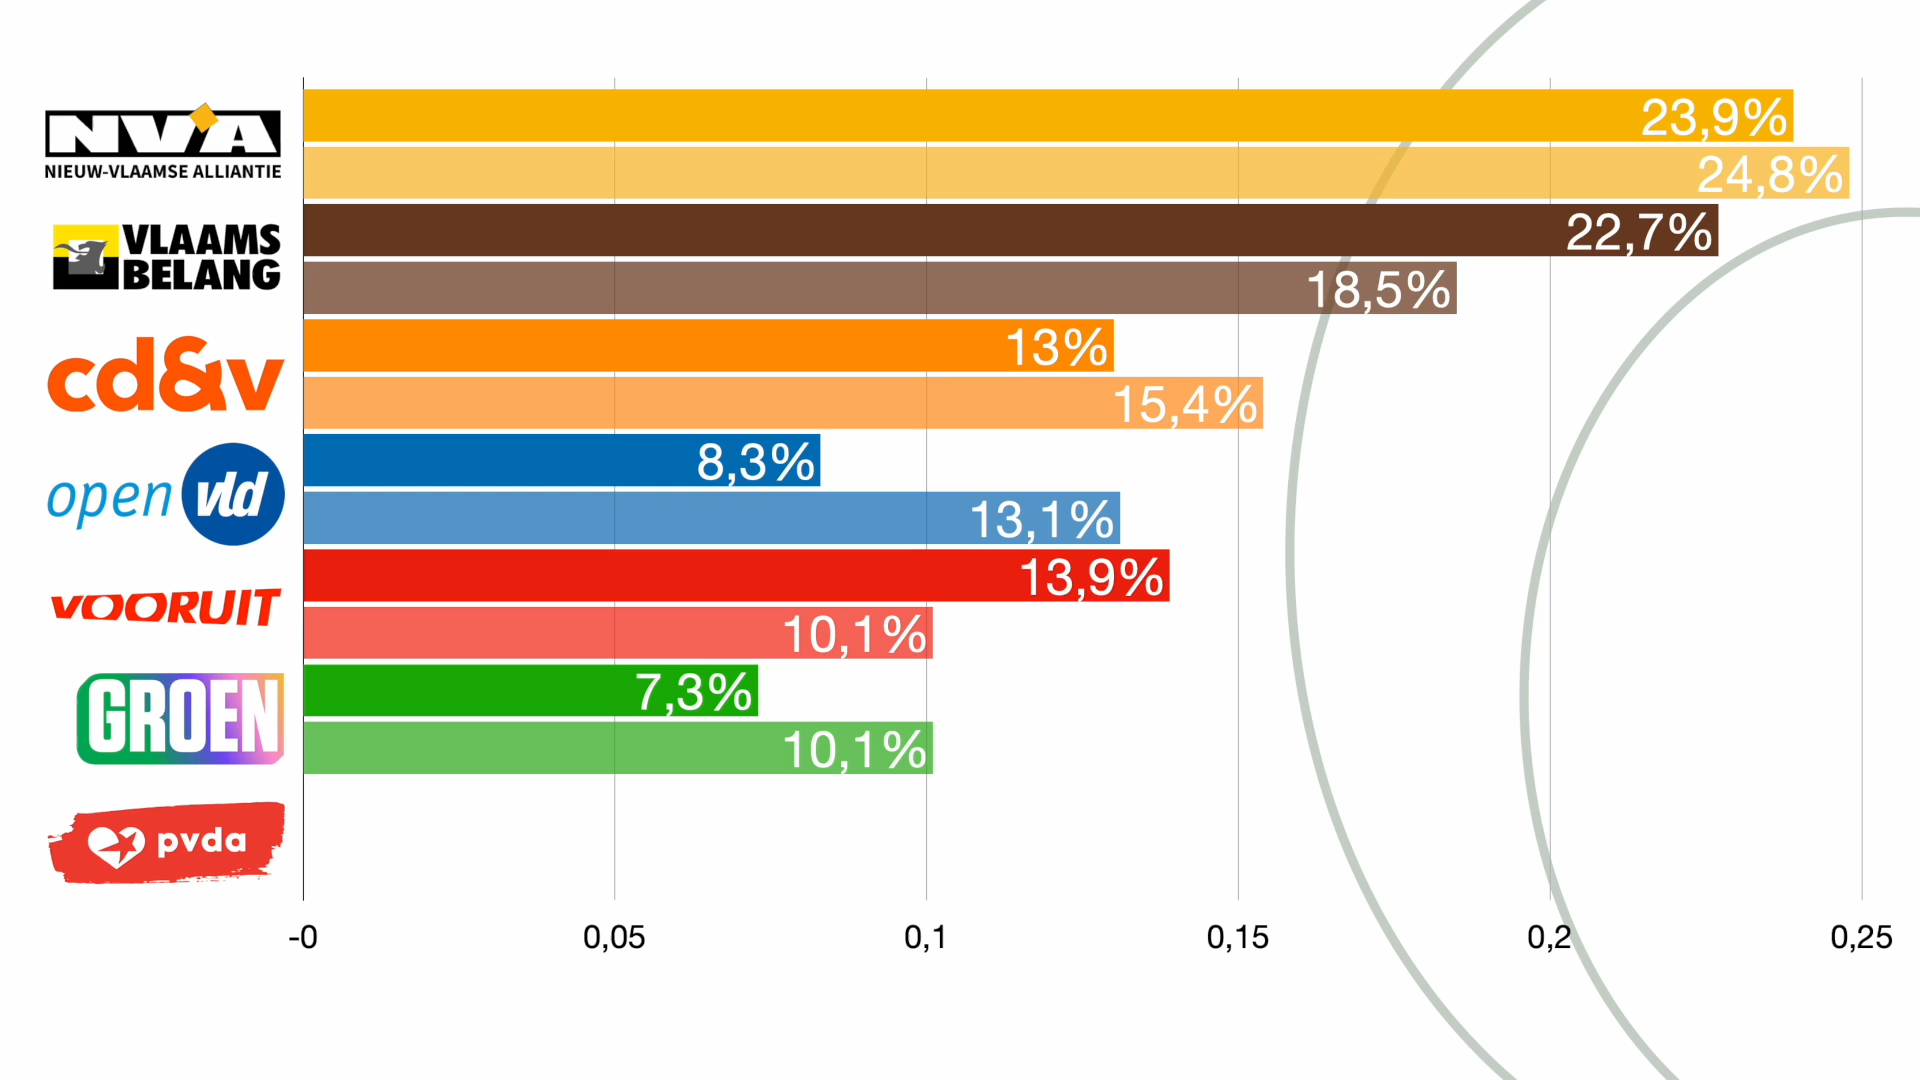 NVA
NIEUW-VLAAMSE ALLIANTIE
23,9%
24,8%
VLAAMS
BELANG
22,7%
18,5%
cd&v
13%
15,4%
open vld
8,3%
13,1%
VOORUIT
13,9%
10,1%
GROEN
7,3%
10,1%
pvda
-0 0,05 0,1 0,15 0,2 0,25